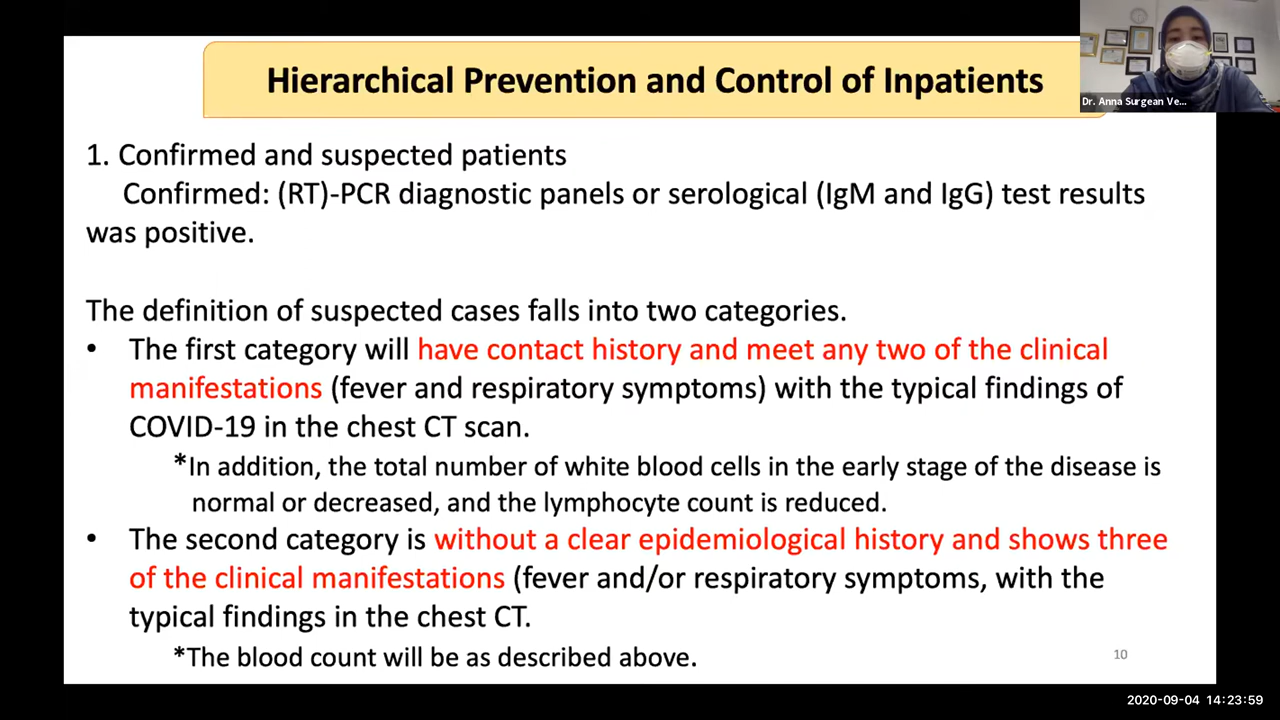 Hierarchical Prevention and Control of Inpatients
Dr. Anna Surgean Ve...
1. Confirmed and suspected patients
Confirmed: (RT)-PCR diagnostic panels or serological (IgM and IgG) test results
was positive.
The definition of suspected cases falls into two categories.
• The first category will have contact history and meet any two of the clinical
manifestations (fever and respiratory symptoms) with the typical findings of
COVID-19 in the chest CT scan.
*In addition, the total number of white blood cells in the early stage of the disease is
normal or decreased, and the lymphocyte count is reduced.
• The second category is without a clear epidemiological history and shows three
of the clinical manifestations (fever and/or respiratory symptoms, with the
typical findings in the chest CT.
*The blood count will be as described above.
10
2020-09-04 14:23:59